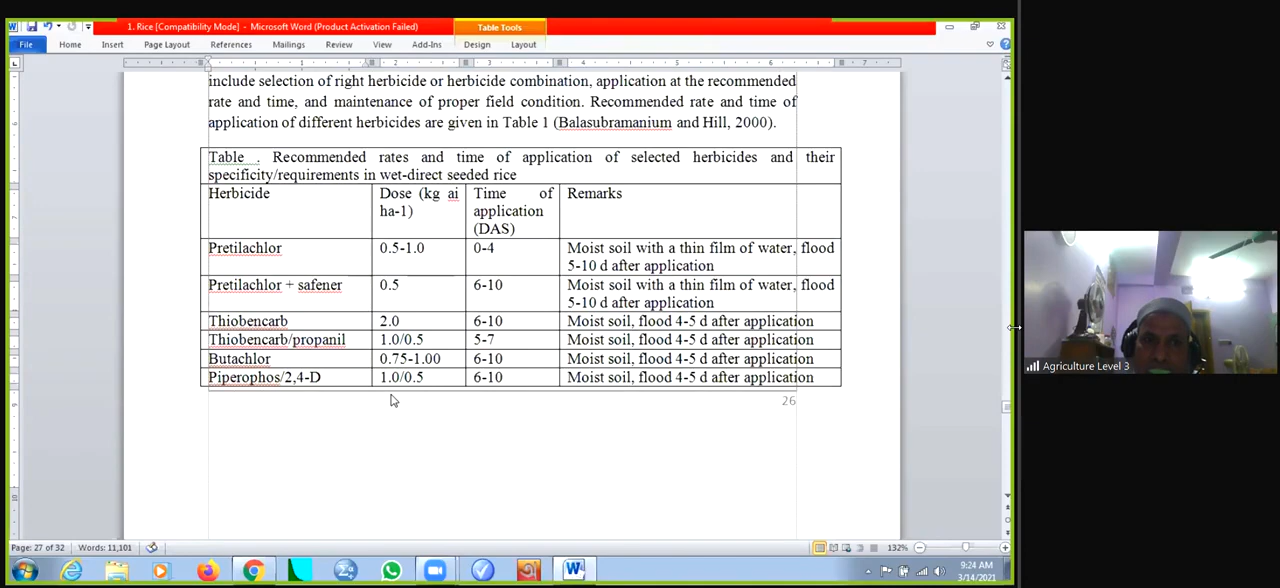 1. Rice [Compatibility Mode] - Microsoft Word (Product Activation Failed)
Table Tools
File Home Insert Page Layout References Mailings Review View Add-Ins Design Layout
include selection of right herbicide or herbicide combination, application at the recommended
rate and time, and maintenance of proper field condition. Recommended rate and time of
application of different herbicides are given in Table 1 (Balasubramanium and Hill, 2000).
Table . Recommended rates and time of application of selected herbicides and their
specificity/requirements in wet-direct seeded rice
Herbicide Dose (kg ai Time of Remarks
ha-1) application
(DAS)
Pretilachlor 0.5-1.0 0-4 Moist soil with a thin film of water, flood
5-10 d after application
Pretilachlor + safener 0.5 6-10 Moist soil with a thin film of water, flood
5-10 d after application
Thiobencarb 2.0 6-10 Moist soil, flood 4-5 d after application
Thiobencarb/propanil 1.0/0.5 5-7 Moist soil, flood 4-5 d after application
Butachlor 0.75-1.00 6-10 Moist soil, flood 4-5 d after application
Piperophos/2,4-D 1.0/0.5 6-10 Moist soil, flood 4-5 d after application
26
Agriculture Level 3
Page: 27 of 32 Words: 11,101 132%
9:24 AM
3/14/2021